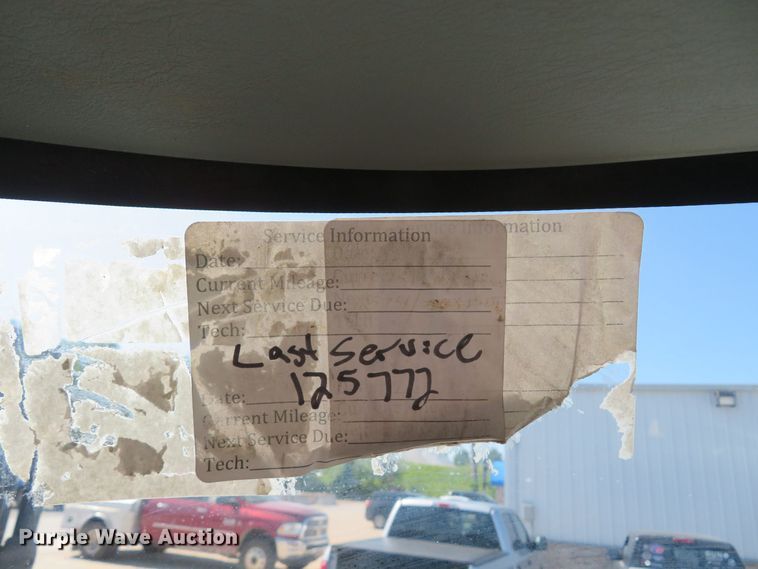 Service Information
Date:
Current Mileage:
Next Service Due:
Tech:
Last Service
125772
Date:
Current Mileage:
Next Service Due:
Tech:
Purple Wave Auction